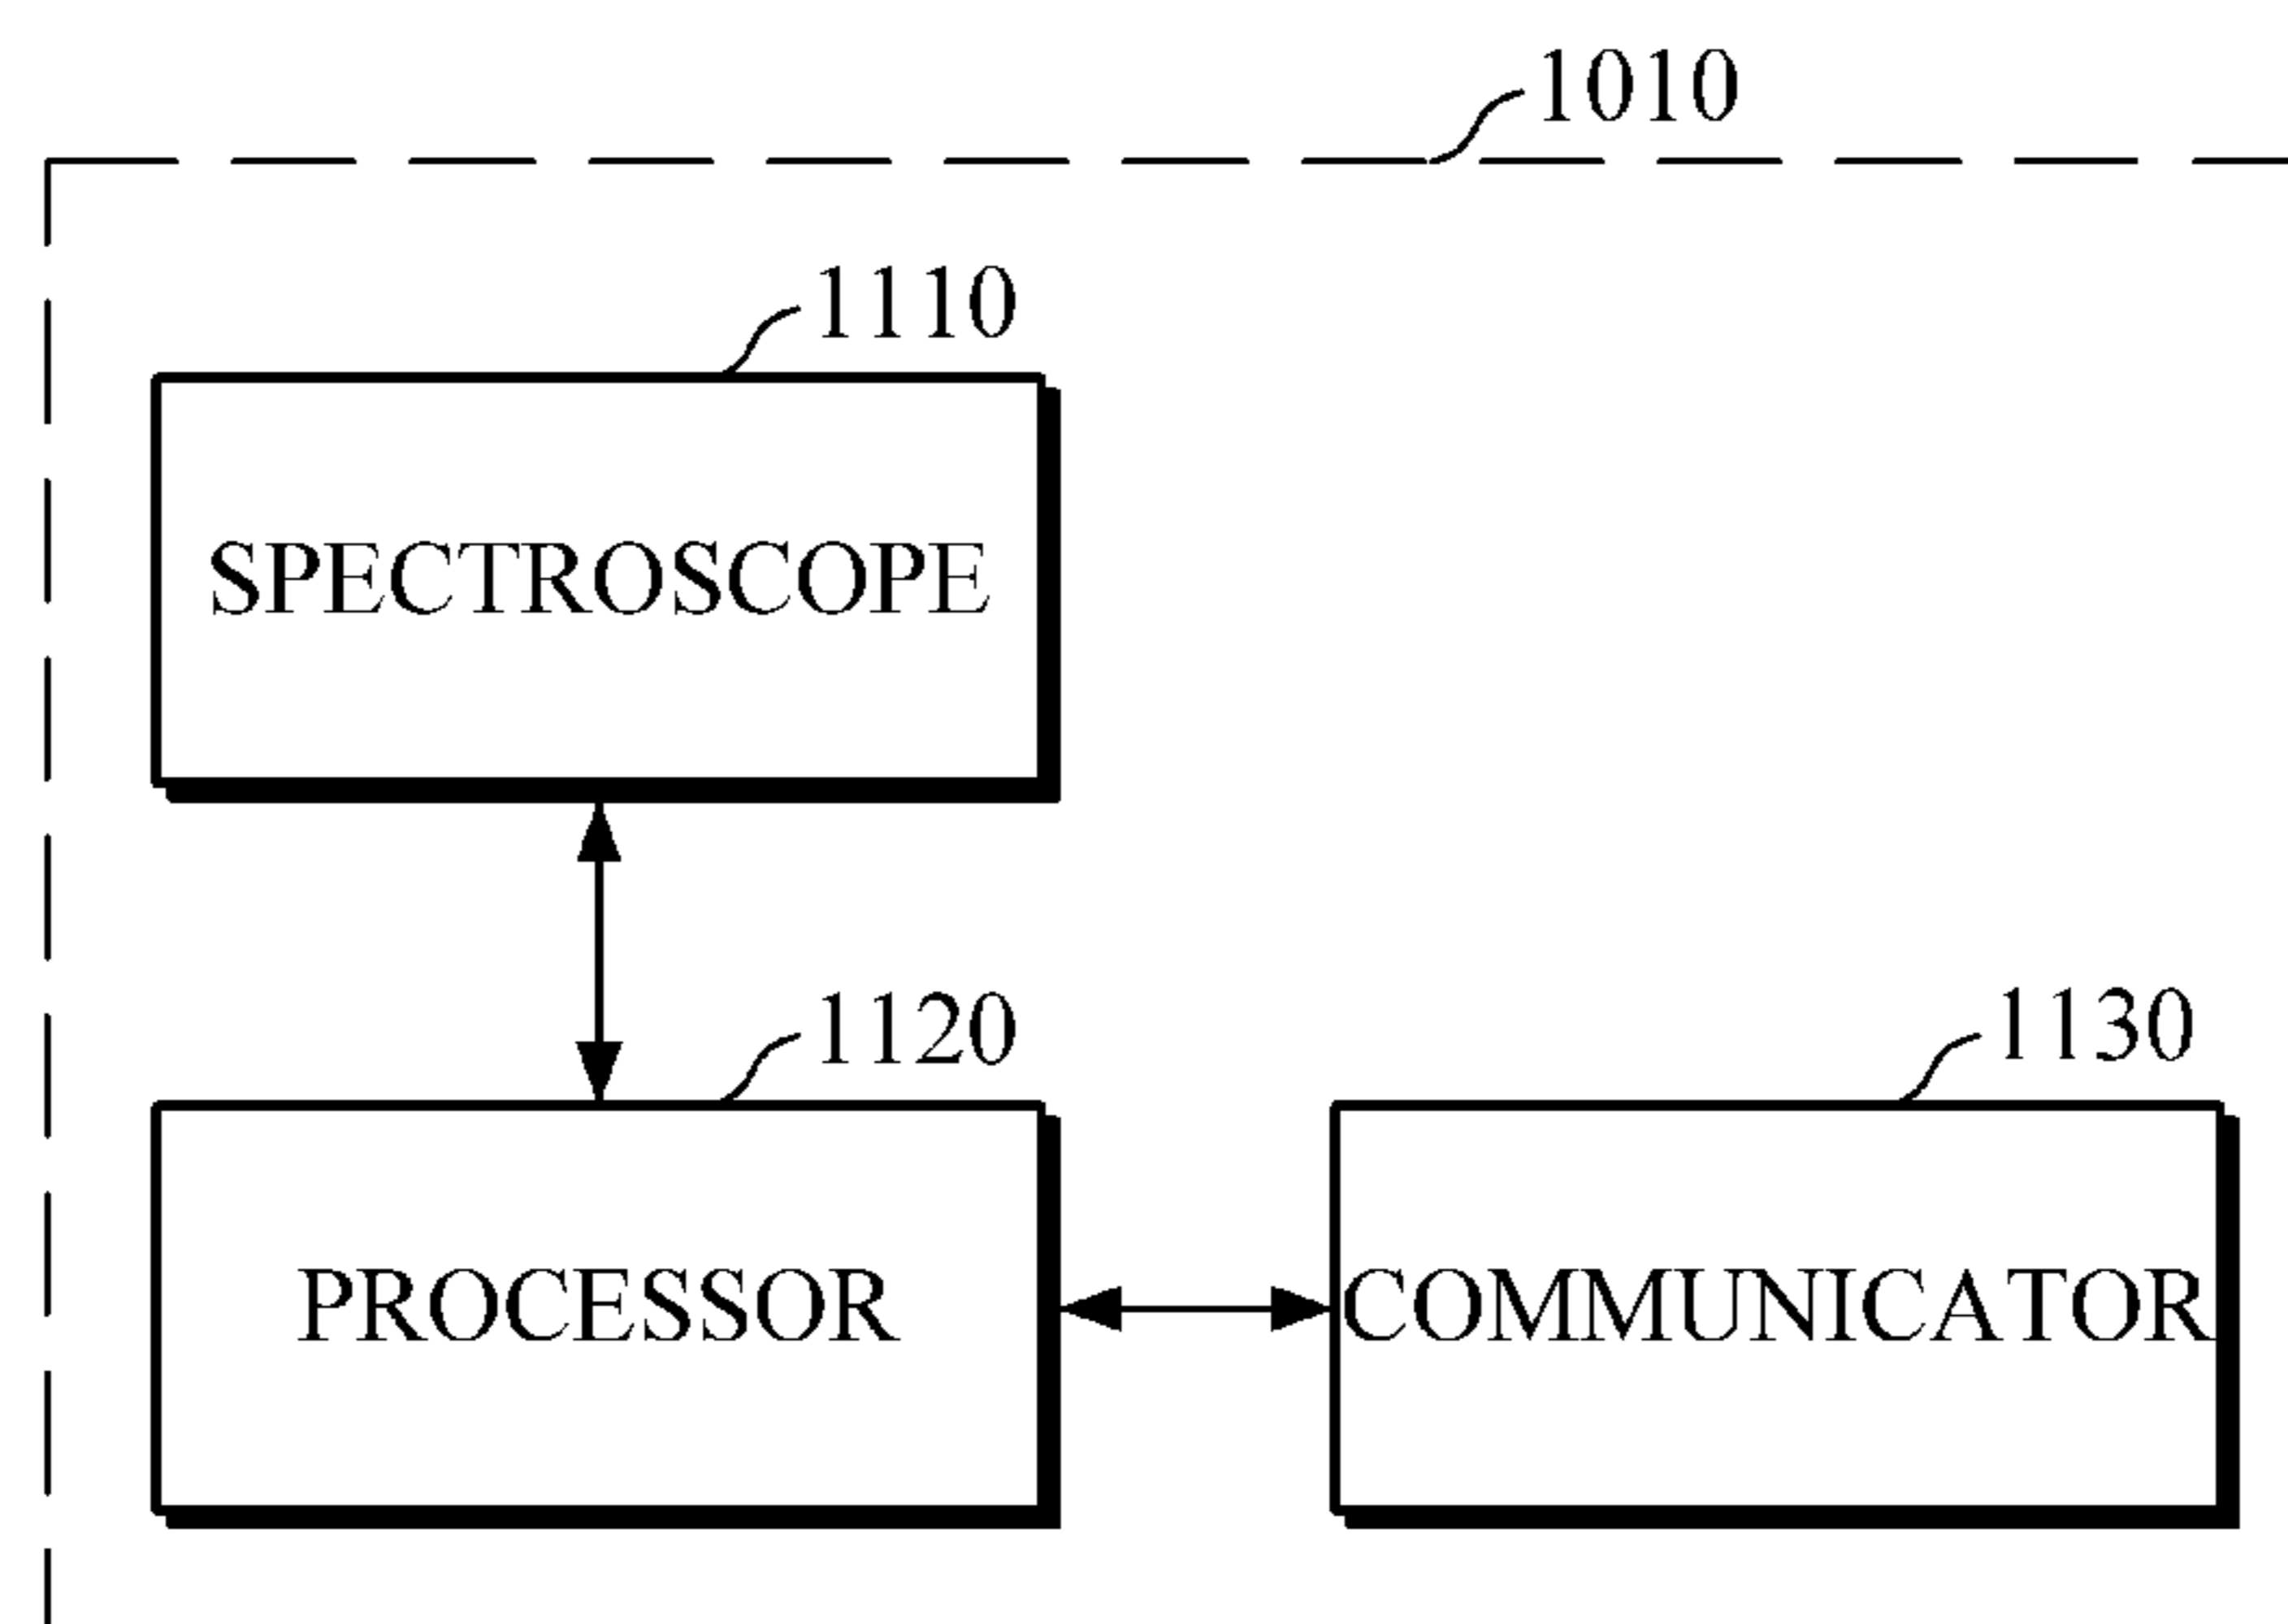 1010
1110
SPECTROSCOPE
1120
1130
PROCESSOR
COMMUNICATOR